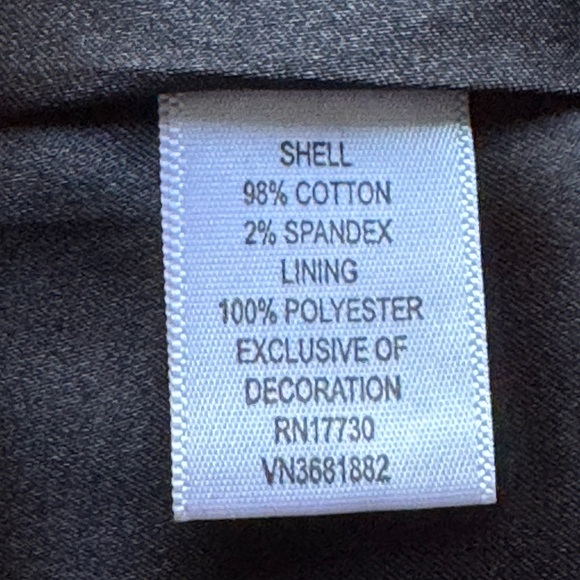 SHELL
98% COTTON
2% SPANDEX
LINING
100% POLYESTER
EXCLUSIVE OF
DECORATION
RN17730
VN3681882